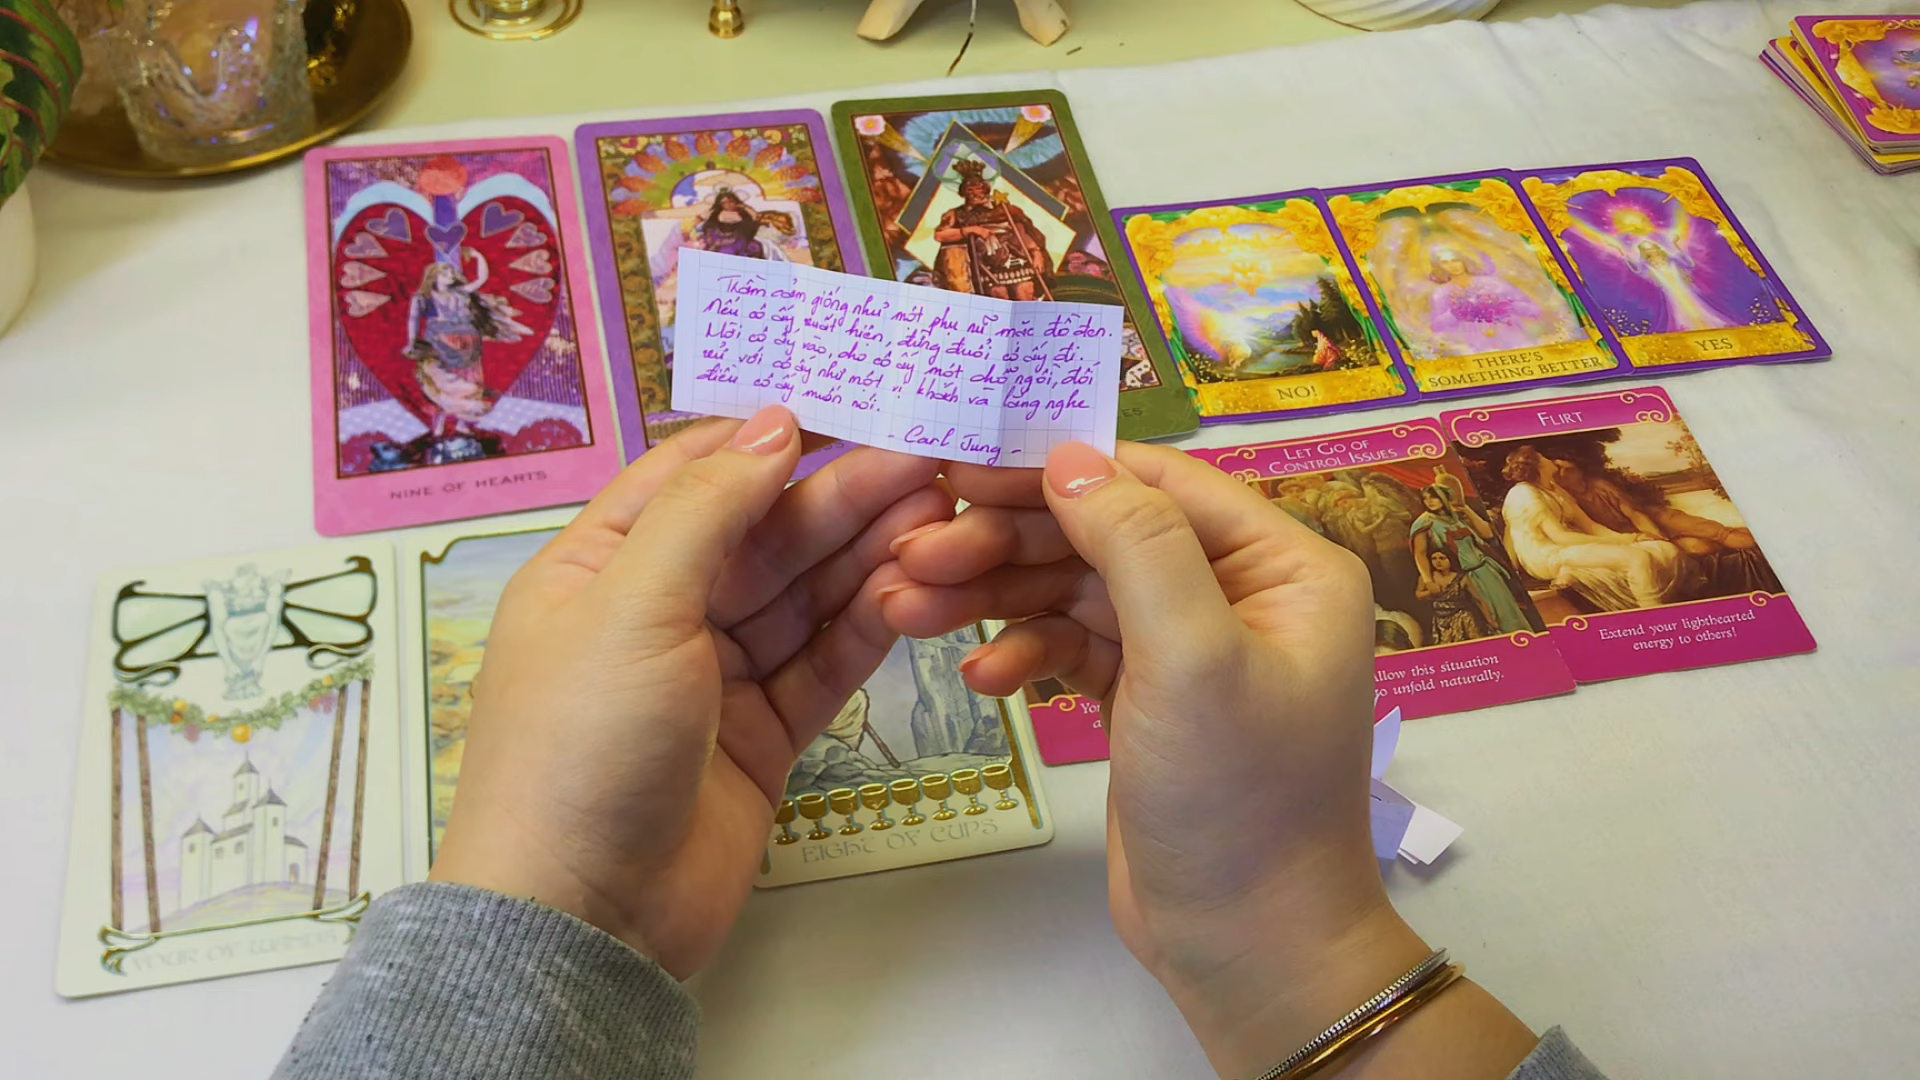 Trầm cảm giống như một phụ nữ mặc đồ đen.
Nếu cô ấy xuất hiện, đừng đuổi cô ấy đi.
Mời cô ấy vào, cho cô ấy một chỗ ngồi, đối
xử với cô ấy như một vị khách và lắng nghe
điều cô ấy muốn nói.
- Carl Jung -
NINE OF HEARTS
NO!
THERE'S
SOMETHING BETTER
YES
LET GO OF
CONTROL ISSUES
Allow this situation
to unfold naturally.
FLIRT
Extend your lighthearted
energy to others!
FOUR OF WANDS
EIGHT OF CUPS